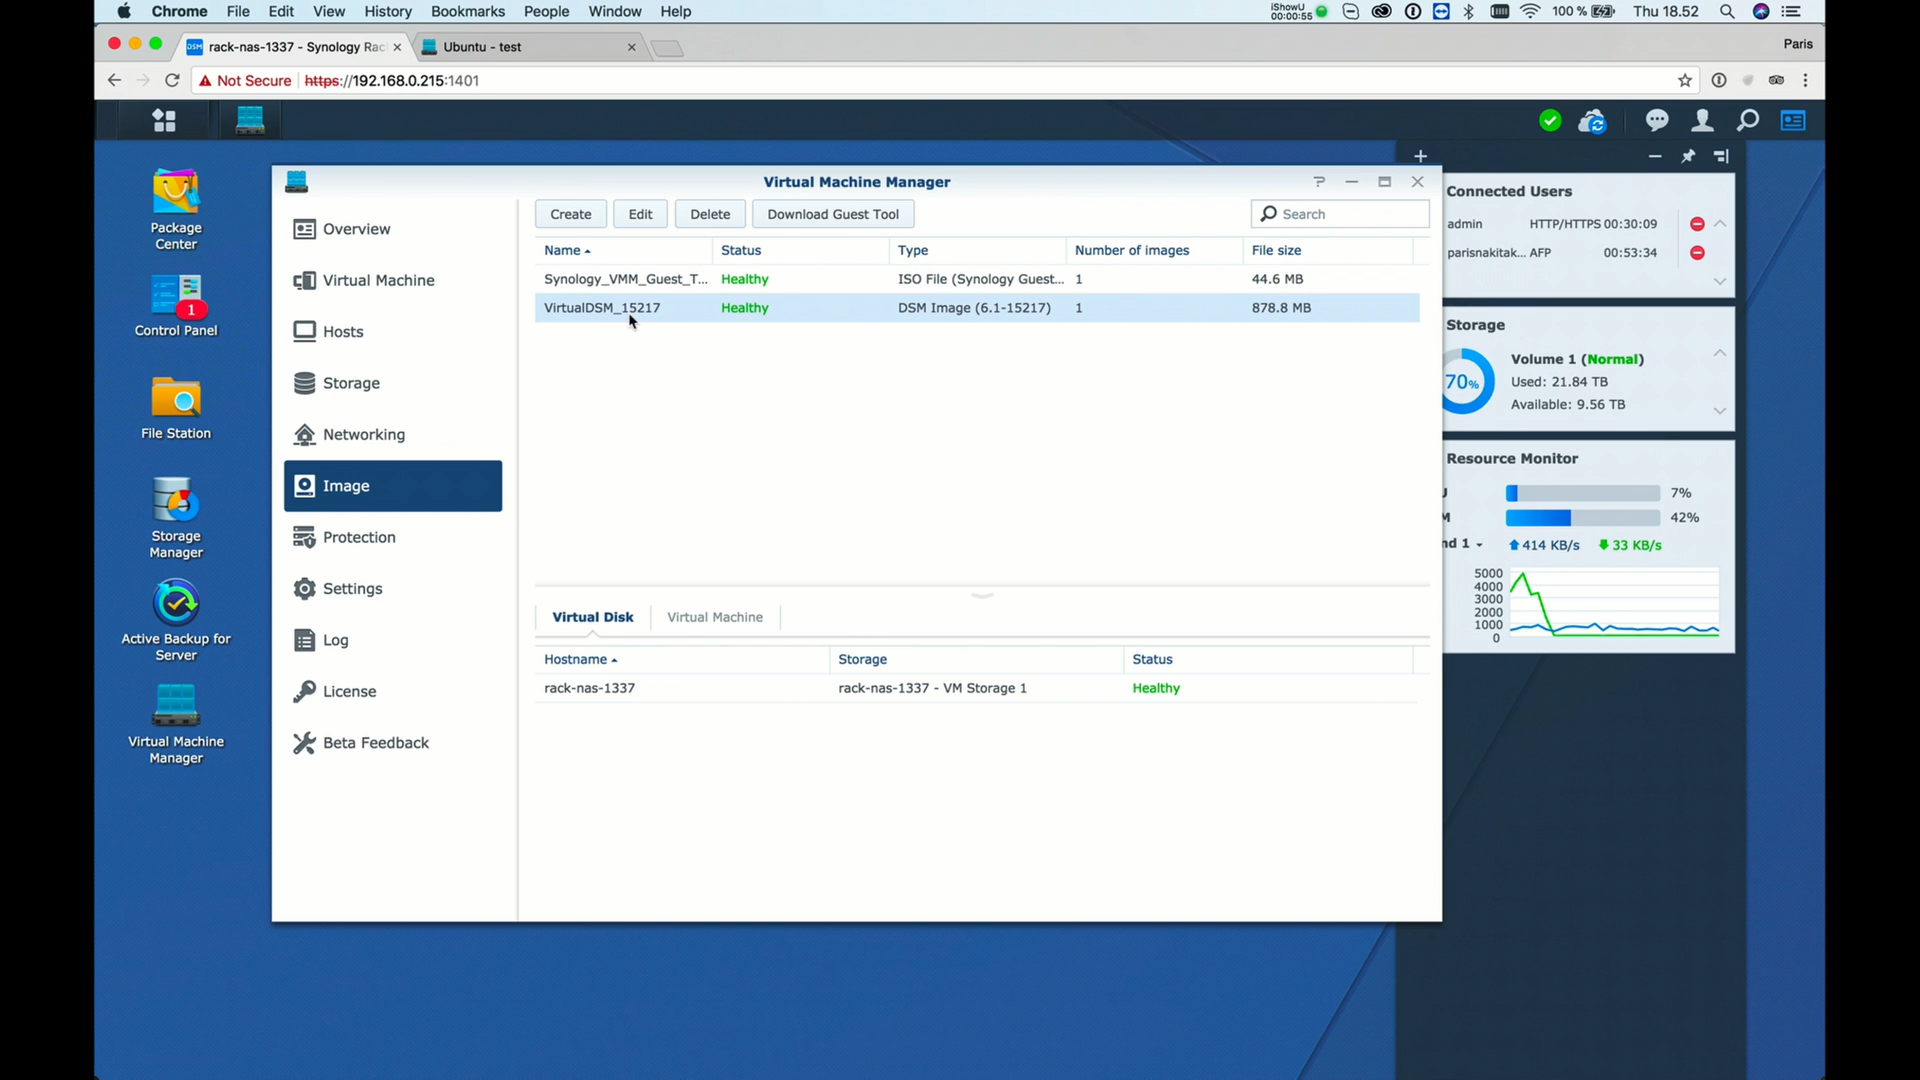 Chrome File Edit View History Bookmarks People Window Help iShowU 00:00:55 100 % Thu 18.52
DSM rack-nas-1337 - Synology Rac Ubuntu - test Paris
Not Secure https://192.168.0.215:1401
Package Center
1
Control Panel
File Station
Storage Manager
Active Backup for Server
Virtual Machine Manager
Virtual Machine Manager
Overview
Virtual Machine
Hosts
Storage
Networking
Image
Protection
Settings
Log
License
Beta Feedback
Create Edit Delete Download Guest Tool Search
Name Status Type Number of images File size
Synology_VMM_Guest_T... Healthy ISO File (Synology Guest... 1 44.6 MB
VirtualDSM_15217 Healthy DSM Image (6.1-15217) 1 878.8 MB
Virtual Disk Virtual Machine
Hostname Storage Status
rack-nas-1337 rack-nas-1337 - VM Storage 1 Healthy
Connected Users
admin HTTP/HTTPS 00:30:09
parisnakitak... AFP 00:53:34
Storage
70%
Volume 1 (Normal)
Used: 21.84 TB
Available: 9.56 TB
Resource Monitor
7%
M 42%
nd 1 414 KB/s 33 KB/s
5000
4000
3000
2000
1000
0